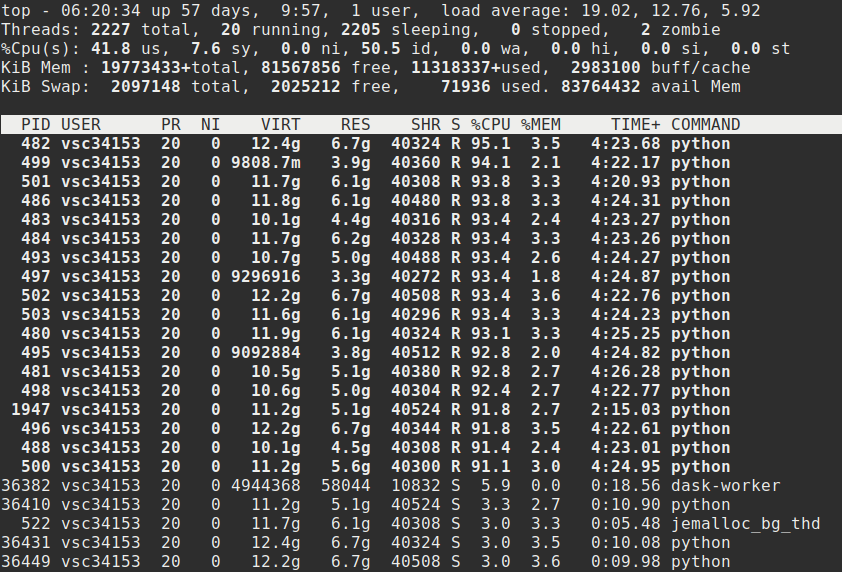 top - 06:20:34 up 57 days,  9:57,  1 user,  load average: 19.02, 12.76, 5.92
Threads: 2227 total,  20 running, 2205 sleeping,   0 stopped,   2 zombie
%Cpu(s): 41.8 us,  7.6 sy,  0.0 ni, 50.5 id,  0.0 wa,  0.0 hi,  0.0 si,  0.0 st
KiB Mem : 19773433+total, 81567856 free, 11318337+used,  2983100 buff/cache
KiB Swap:  2097148 total,  2025212 free,    71936 used. 83764432 avail Mem
PID USER      PR  NI    VIRT    RES    SHR S %CPU %MEM     TIME+ COMMAND
482 vsc34153  20   0   12.4g   6.7g  40324 R 95.1  3.5   4:23.68 python
499 vsc34153  20   0 9808.7m   3.9g  40360 R 94.1  2.1   4:22.17 python
501 vsc34153  20   0   11.7g   6.1g  40308 R 93.8  3.3   4:20.93 python
486 vsc34153  20   0   11.8g   6.1g  40480 R 93.8  3.3   4:24.31 python
483 vsc34153  20   0   10.1g   4.4g  40316 R 93.4  2.4   4:23.27 python
484 vsc34153  20   0   11.7g   6.2g  40328 R 93.4  3.3   4:23.26 python
493 vsc34153  20   0   10.7g   5.0g  40488 R 93.4  2.6   4:24.27 python
497 vsc34153  20   0 9296916   3.3g  40272 R 93.4  1.8   4:24.87 python
502 vsc34153  20   0   12.2g   6.7g  40508 R 93.4  3.6   4:22.76 python
503 vsc34153  20   0   11.6g   6.1g  40296 R 93.4  3.3   4:24.23 python
480 vsc34153  20   0   11.9g   6.1g  40324 R 93.1  3.3   4:25.25 python
495 vsc34153  20   0 9092884   3.8g  40512 R 92.8  2.0   4:24.82 python
481 vsc34153  20   0   10.5g   5.1g  40380 R 92.8  2.7   4:26.28 python
498 vsc34153  20   0   10.6g   5.0g  40304 R 92.4  2.7   4:22.77 python
1947 vsc34153  20   0   11.2g   5.1g  40524 R 91.8  2.7   2:15.03 python
496 vsc34153  20   0   12.2g   6.7g  40344 R 91.8  3.5   4:22.61 python
488 vsc34153  20   0   10.1g   4.5g  40308 R 91.4  2.4   4:23.01 python
500 vsc34153  20   0   11.2g   5.6g  40300 R 91.1  3.0   4:24.95 python
36382 vsc34153  20   0 4944368  58044  10832 S  5.9  0.0   0:18.56 dask-worker
36410 vsc34153  20   0   11.2g   5.1g  40524 S  3.3  2.7   0:10.90 python
522 vsc34153  20   0   11.7g   6.1g  40308 S  3.0  3.3   0:05.48 jemalloc_bg_thd
36431 vsc34153  20   0   12.4g   6.7g  40324 S  3.0  3.5   0:10.08 python
36449 vsc34153  20   0   12.2g   6.7g  40508 S  3.0  3.6   0:09.98 python